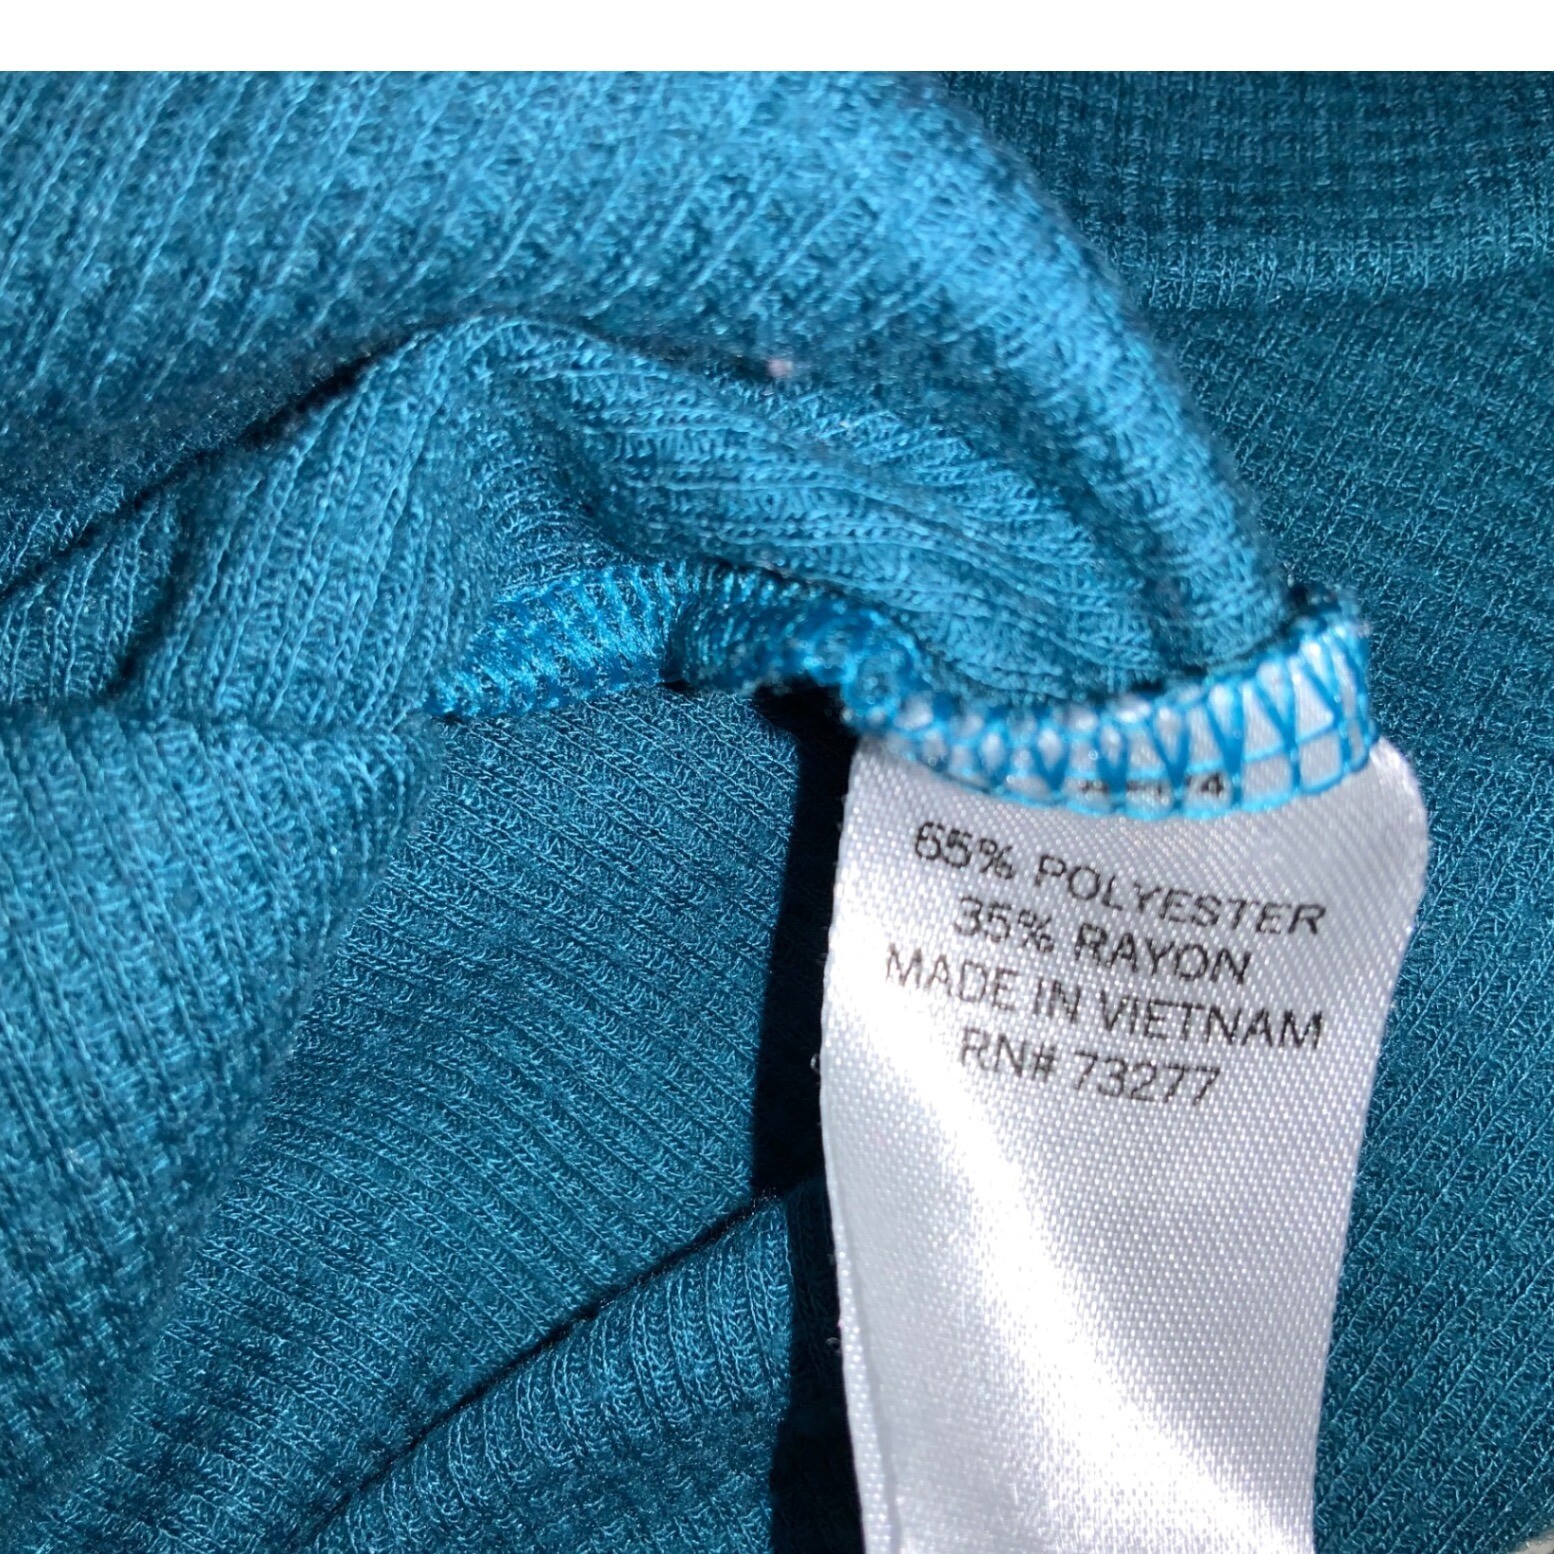 65% POLYESTER
35% RAYON
MADE IN VIETNAM
RN# 73277